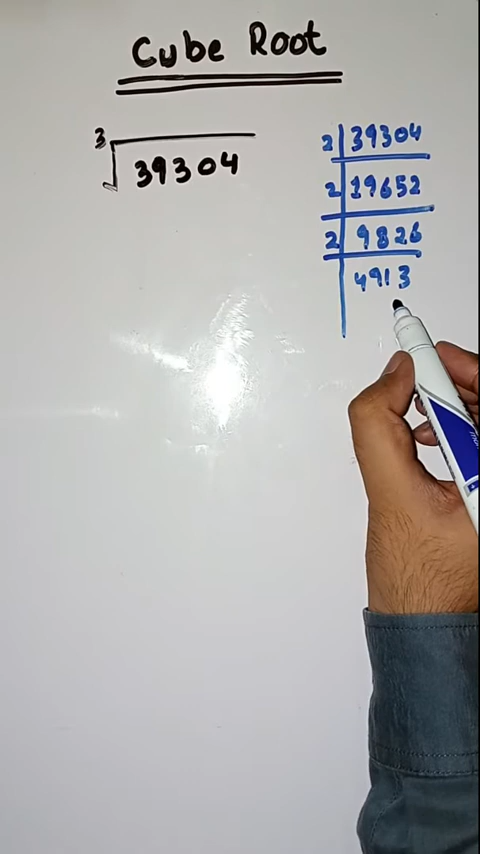 Cube Root
3√39304
2 | 39304
2 | 19652
2 | 9826
4913